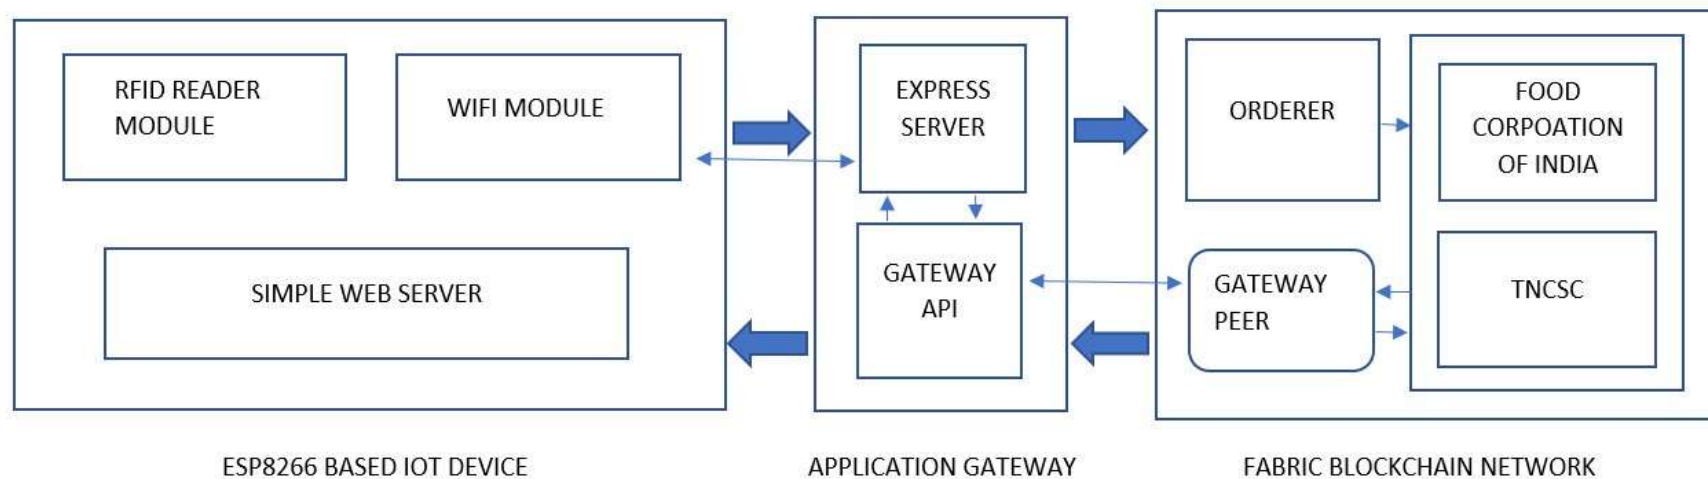 RFID READER
MODULE
WIFI MODULE
SIMPLE WEB SERVER
EXPRESS
SERVER
GATEWAY
API
ORDERER
GATEWAY
PEER
FOOD
CORPOATION
OF INDIA
TNCSC
ESP8266 BASED IOT DEVICE
APPLICATION GATEWAY
FABRIC BLOCKCHAIN NETWORK